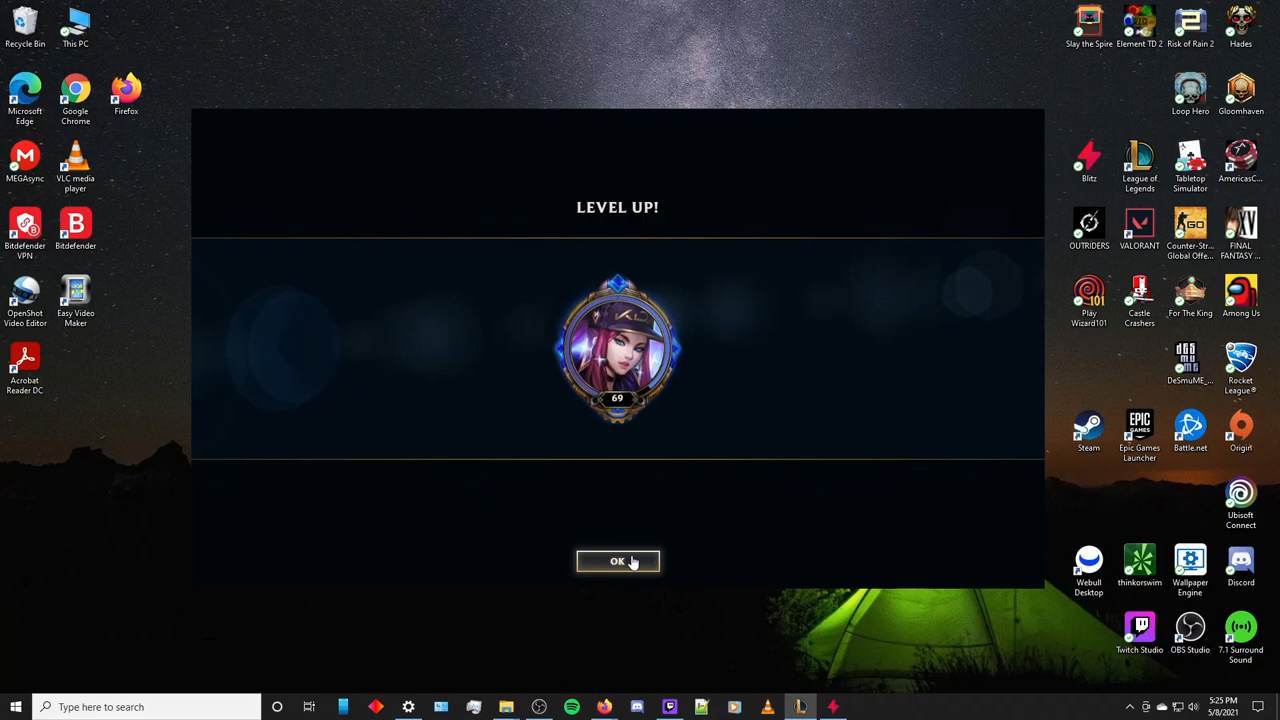 Recycle Bin
This PC
Microsoft
Edge
Google
Chrome
Firefox
MEGAsync
VLC media
player
Bitdefender
VPN
Bitdefender
OpenShot
Video Editor
Easy Video
Maker
Acrobat
Reader DC
LEVEL UP!
69
OK
Slay the Spire
Element TD 2
Risk of Rain 2
Hades
Loop Hero
Gloomhaven
Blitz
League of
Legends
Tabletop
Simulator
AmericasC...
OUTRIDERS
VALORANT
Counter-Str...
Global Offe...
FINAL
FANTASY ...
Play
Wizard101
Castle
Crashers
For The King
Among Us
DeSmuME_...
Rocket
League®
Steam
Epic Games
Launcher
Battle.net
Origin
Ubisoft
Connect
Webull
Desktop
thinkorswim
Wallpaper
Engine
Discord
Twitch Studio
OBS Studio
7.1 Surround
Sound
Type here to search
5:25 PM
5/8/2021